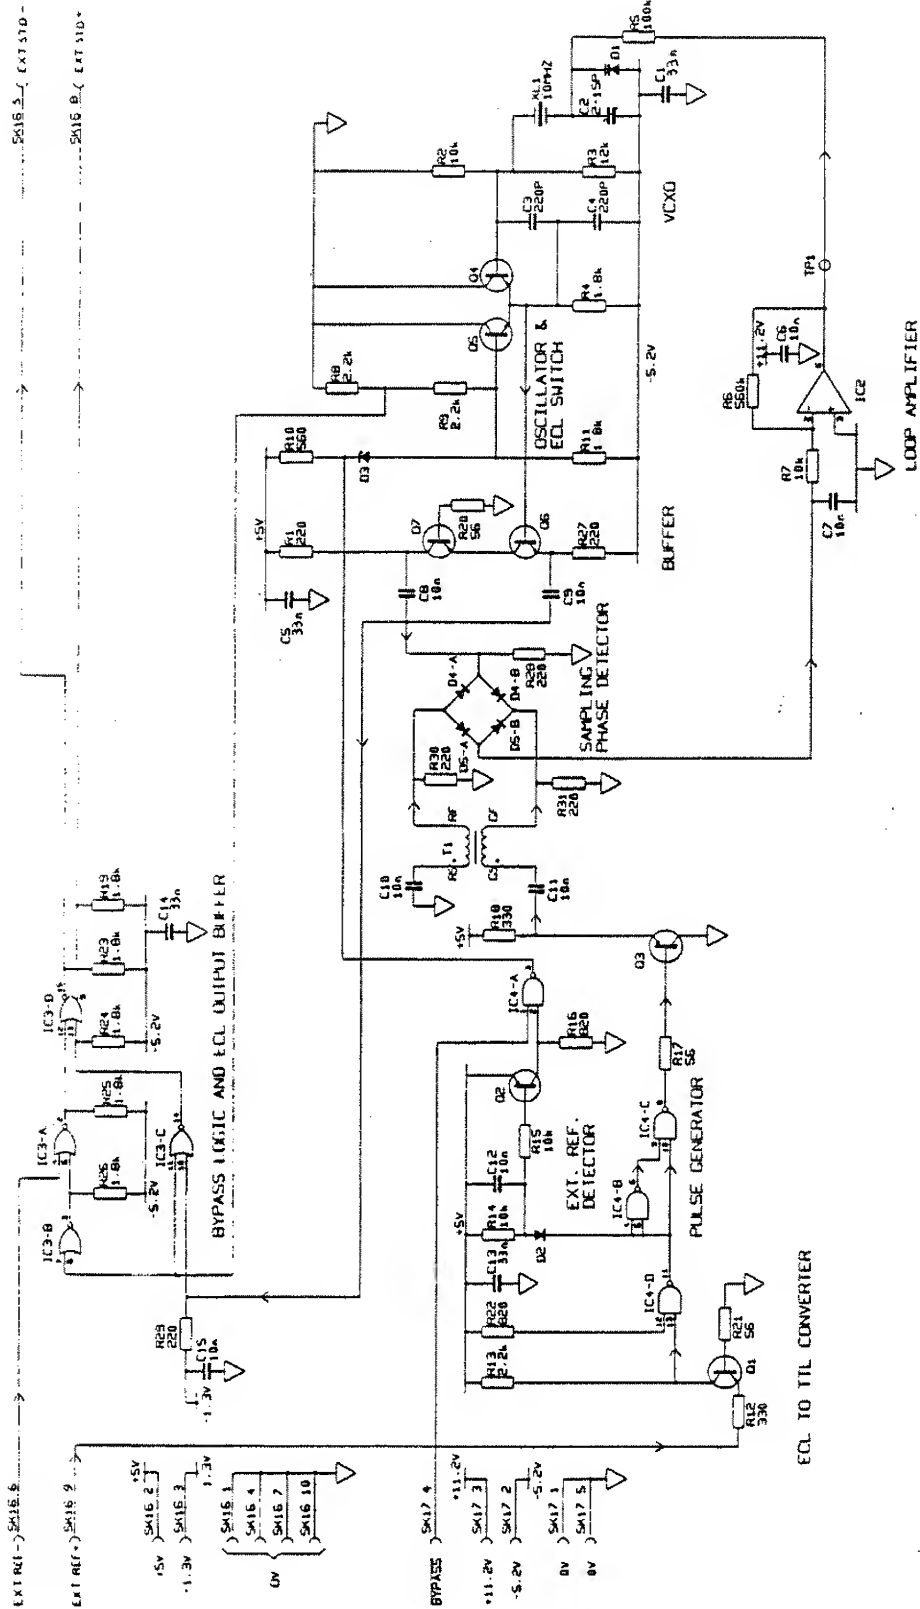 EXT REF-
SK16 6
EXT REF+
SK16 9
SK16 5
EXT STD-
SK16 8
EXT STD+
+5V
SK16 2
+5V
-1.3V
SK16 3
SK16 1
SK16 4
SK16 7
SK16 10
0V
BYPASS
SK17 4
+11.2V
SK17 3
+11.2V
-5.2V
SK17 2
-5.2V
0V
SK17 1
0V
SK17 5
IC3-B
R26
1.8k
IC3-A
R25
1.8k
-5.2V
IC3-C
R24
1.8k
IC3-D
R23
1.8k
R19
1.8k
-5.2V
C14
33n
BYPASS LOGIC AND ECL OUTPUT BUFFER
R29
220
C15
10n
-1.3V
+5V
C5
33n
R1
220
R10
560
R8
2.2k
R9
2.2k
D3
R11
1.8k
Q7
R20
56
Q6
R27
220
BUFFER
C8
10n
C9
10n
Q5
Q4
OSCILLATOR &
ECL SWITCH
R4
1.8k
-5.2V
R2
10k
C3
220P
C4
220P
R3
12k
XL1
10MHZ
C2
2-15P
D1
C1
33n
R5
100k
VCXO
D4-A
D4-B
D5-A
D5-B
R28
220
R30
220
R31
220
SAMPLING
PHASE DETECTOR
C10
10n
T1
C11
10n
+5V
R18
330
Q3
R17
56
IC4-A
R16
820
Q2
R15
10k
C12
10n
+5V
R14
10k
D2
EXT. REF.
DETECTOR
C13
33n
R22
820
R13
2.2k
IC4-B
IC4-C
IC4-D
PULSE GENERATOR
Q1
R21
56
R12
330
ECL TO TTL CONVERTER
C7
10n
R7
10k
R6
560k
+11.2V
C6
10n
IC2
TP1
LOOP AMPLIFIER